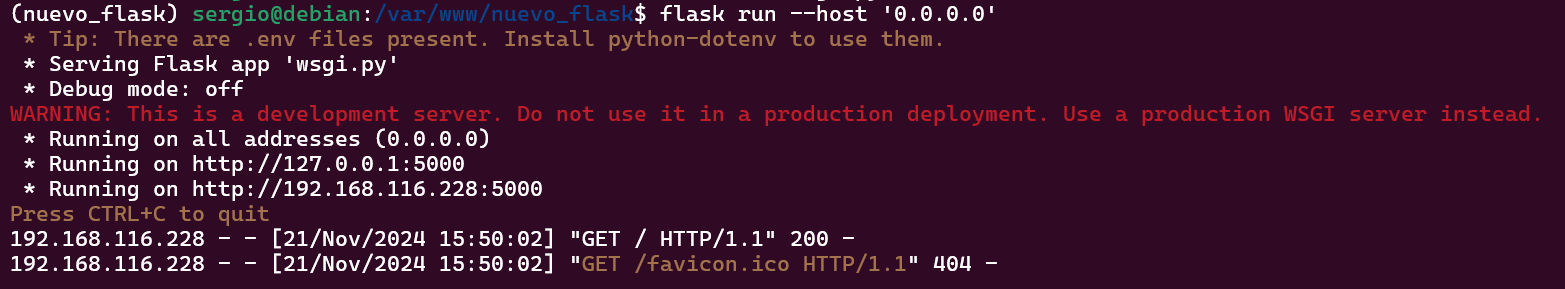 (nuevo_flask) sergio@debian:/var/www/nuevo_flask$ flask run --host '0.0.0.0'
 * Tip: There are .env files present. Install python-dotenv to use them.
 * Serving Flask app 'wsgi.py'
 * Debug mode: off
WARNING: This is a development server. Do not use it in a production deployment. Use a production WSGI server instead.
 * Running on all addresses (0.0.0.0)
 * Running on http://127.0.0.1:5000
 * Running on http://192.168.116.228:5000
Press CTRL+C to quit
192.168.116.228 - - [21/Nov/2024 15:50:02] "GET / HTTP/1.1" 200 -
192.168.116.228 - - [21/Nov/2024 15:50:02] "GET /favicon.ico HTTP/1.1" 404 -